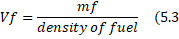 Vf = mf / density of fuel (5.3